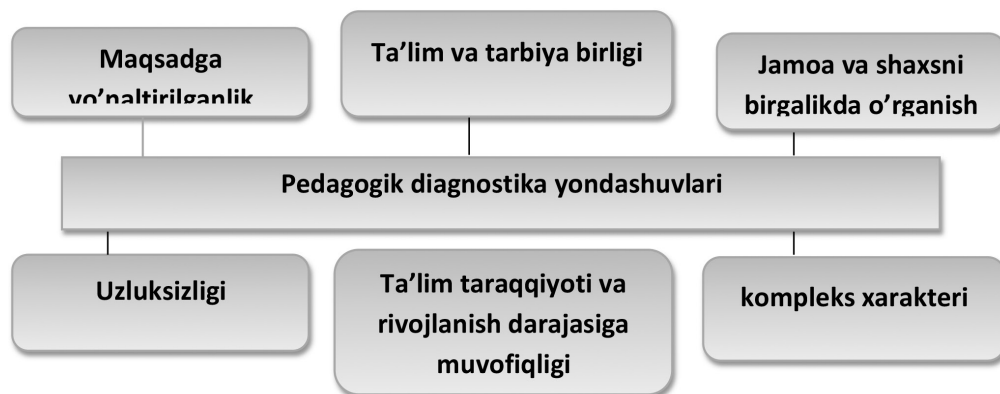 Maqsadga
yo’naltirilganlik
Ta’lim va tarbiya birligi
Jamoa va shaxsni
birgalikda o’rganish
Pedagogik diagnostika yondashuvlari
Uzluksizligi
Ta’lim taraqqiyoti va
rivojlanish darajasiga
muvofiqligi
kompleks xarakteri